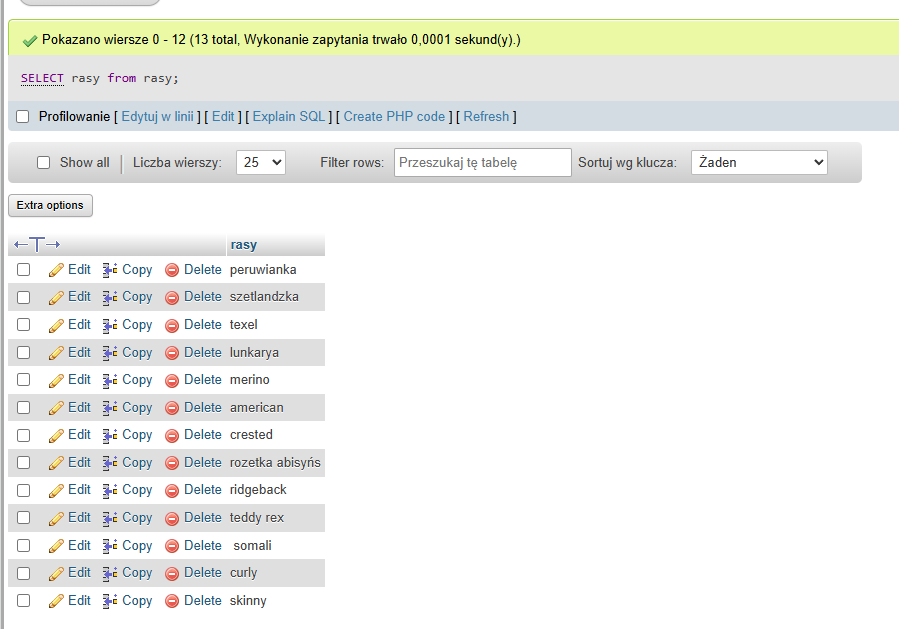 Pokazano wiersze 0 - 12 (13 total, Wykonanie zapytania trwało 0,0001 sekund(y).)
SELECT rasy from rasy;
Profilowanie [ Edytuj w linii ] [ Edit ] [ Explain SQL ] [ Create PHP code ] [ Refresh ]
Show all | Liczba wierszy: 25 Filter rows: Przeszukaj tę tabelę Sortuj wg klucza: Żaden
Extra options
←T→ rasy
Edit Copy Delete peruwianka
Edit Copy Delete szetlandzka
Edit Copy Delete texel
Edit Copy Delete lunkarya
Edit Copy Delete merino
Edit Copy Delete american
Edit Copy Delete crested
Edit Copy Delete rozetka abisyńs
Edit Copy Delete ridgeback
Edit Copy Delete teddy rex
Edit Copy Delete somali
Edit Copy Delete curly
Edit Copy Delete skinny